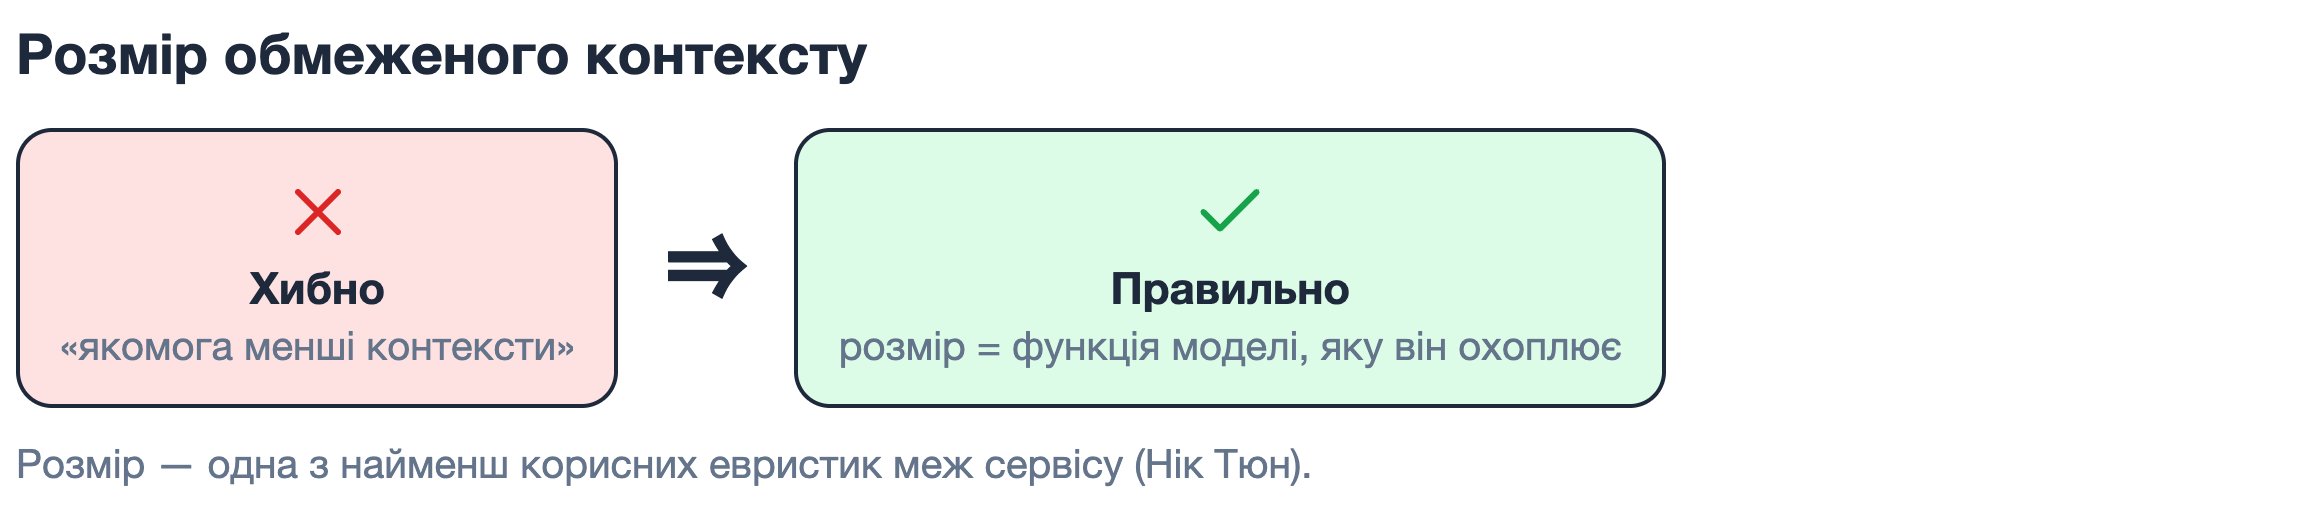 Розмір обмеженого контексту
Хибно
«якомога менші контексти»
⇒
Правильно
розмір = функція моделі, яку він охоплює
Розмір — одна з найменш корисних евристик меж сервісу (Нік Тюн).